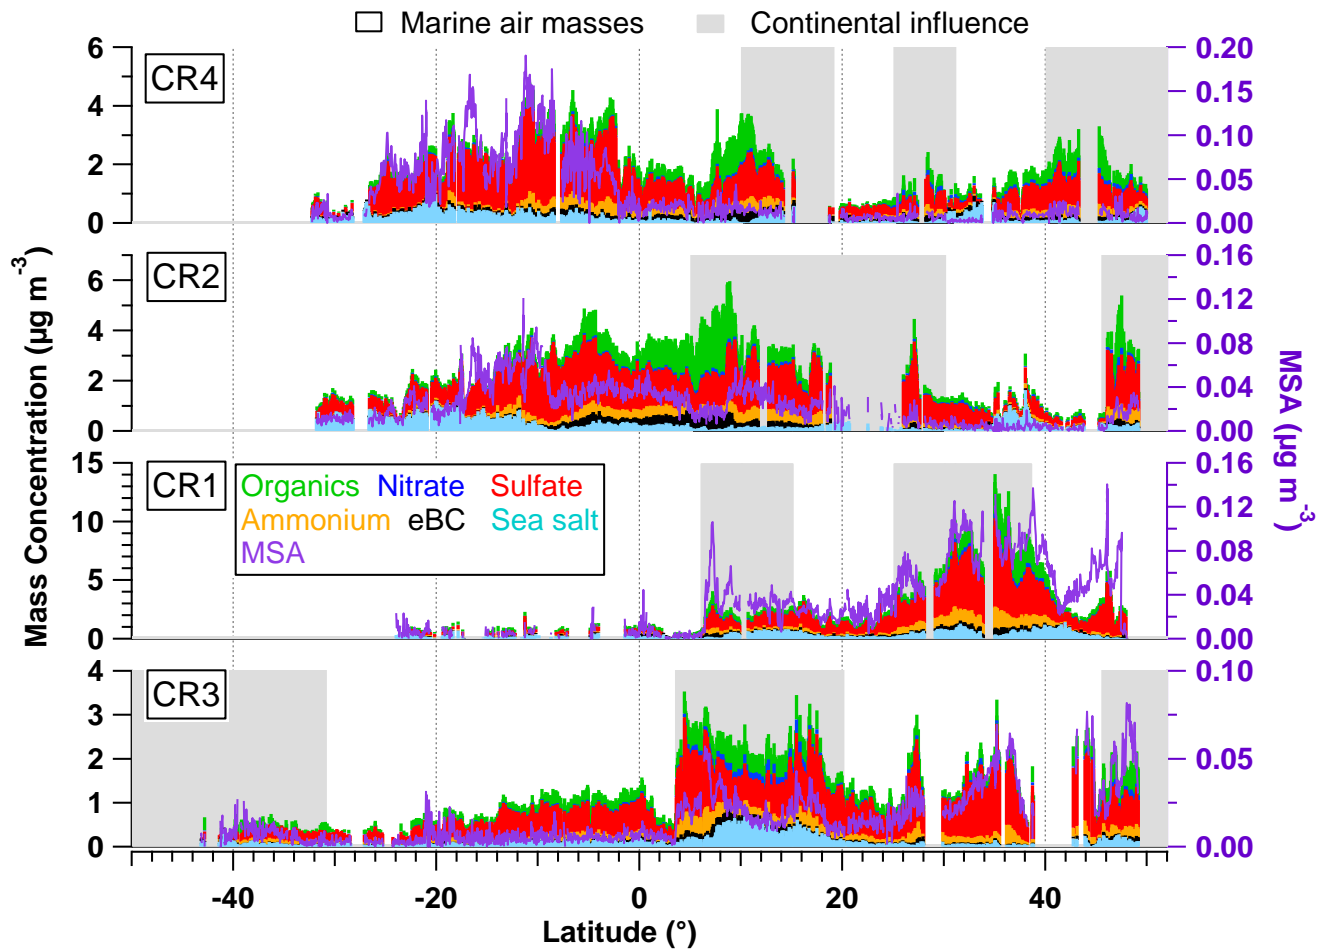 Marine air masses Continental influence
CR4
6
4
2
0
0.20
0.15
0.10
0.05
0.00
CR2
6
4
2
0
0.16
0.12
0.08
0.04
0.00
CR1
15
10
5
0
Organics Nitrate Sulfate
Ammonium eBC Sea salt
MSA
0.16
0.12
0.08
0.04
0.00
CR3
4
3
2
1
0
0.10
0.05
0.00
-40 -20 0 20 40
Latitude (°)
Mass Concentration (µg m⁻³)
MSA (µg m⁻³)